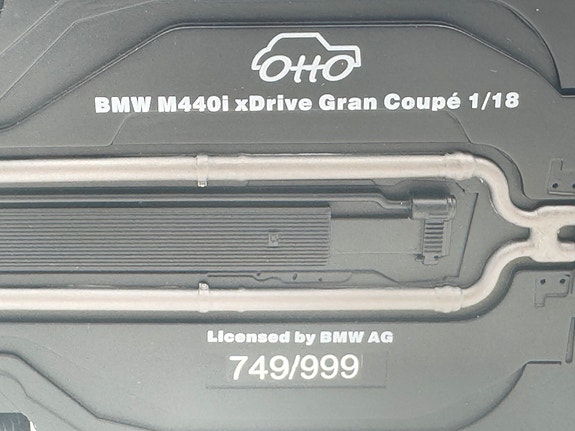 OttO
BMW M440i xDrive Gran Coupé 1/18
Licensed by BMW AG
749/999